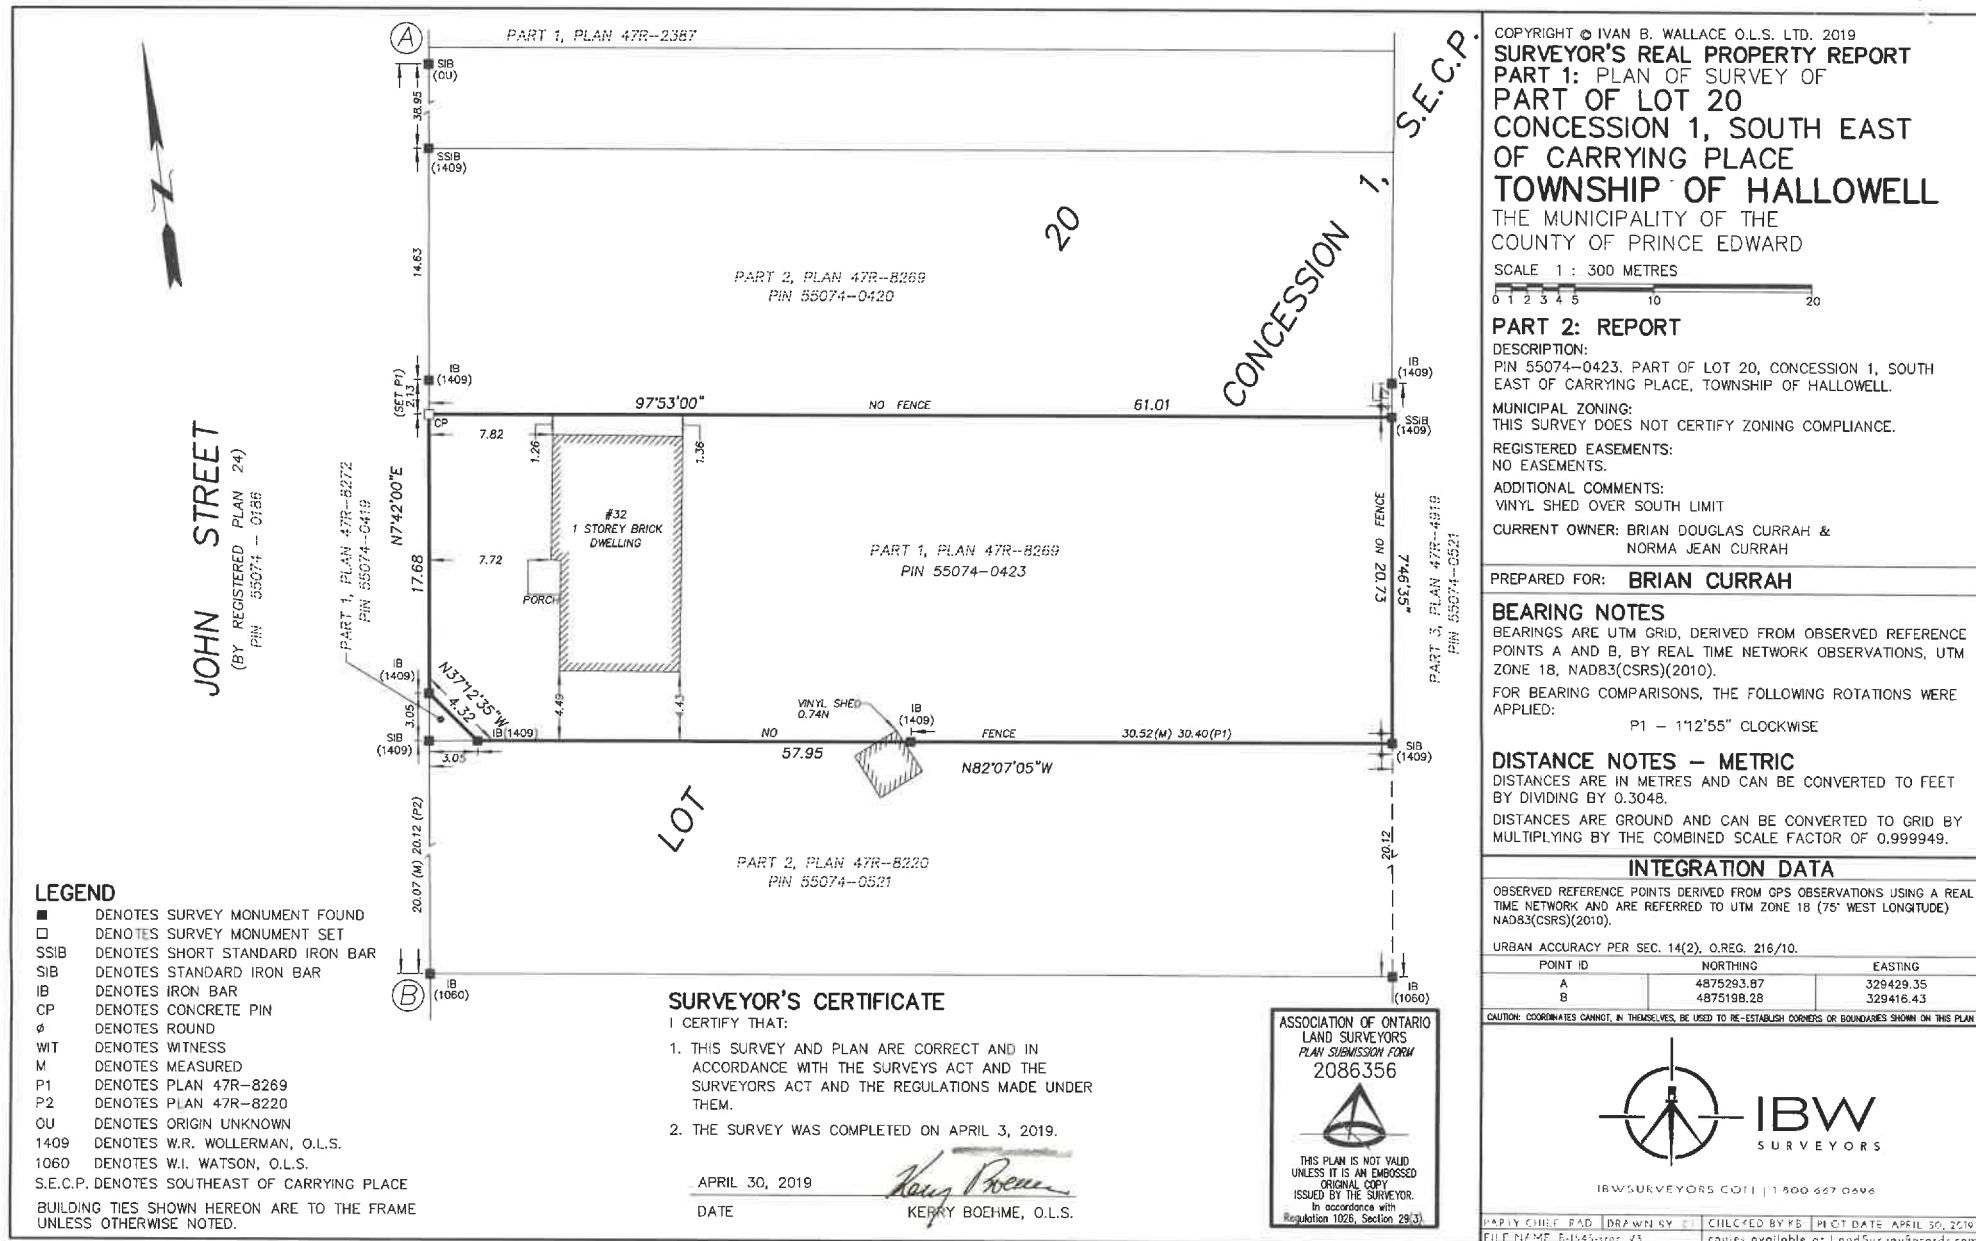 A
PART 1, PLAN 47R-2387
SIB
(OU)
38.95
SSIB
(1409)
14.63
PART 2, PLAN 47R-8269
PIN 55074-0420
20
CONCESSION 1, S.E.C.P.
IB
(1409)
(SET P1)
2.13
CP
97°53'00"
NO FENCE
61.01
IB
(1409)
SSIB
(1409)
7.82
1.26
1.36
JOHN STREET
(BY REGISTERED PLAN 24)
PIN 55074 - 0186
PART 1, PLAN 47R-8272
PIN 55074-0419
N7°42'00"E
17.68
#32
1 STOREY BRICK
DWELLING
7.72
PORCH
PART 1, PLAN 47R-8269
PIN 55074-0423
FENCE ON 20.73
7°46'35"
PART 3, PLAN 47R-4919
PIN 55074-0521
IB
(1409)
N37°12'35"W
4.32
3.05
SIB
(1409)
IB(1409)
3.05
4.49
4.43
VINYL SHED
0.74N
IB
(1409)
NO
FENCE
30.52(M) 30.40(P1)
57.95
N82°07'05"W
SIB
(1409)
LOT
20.07 (M) 20.12 (P2)
20.12
PART 2, PLAN 47R-8220
PIN 55074-0521
B
IB
(1060)
IB
(1060)
LEGEND
■ DENOTES SURVEY MONUMENT FOUND
□ DENOTES SURVEY MONUMENT SET
SSIB DENOTES SHORT STANDARD IRON BAR
SIB DENOTES STANDARD IRON BAR
IB DENOTES IRON BAR
CP DENOTES CONCRETE PIN
ø DENOTES ROUND
WIT DENOTES WITNESS
M DENOTES MEASURED
P1 DENOTES PLAN 47R-8269
P2 DENOTES PLAN 47R-8220
OU DENOTES ORIGIN UNKNOWN
1409 DENOTES W.R. WOLLERMAN, O.L.S.
1060 DENOTES W.I. WATSON, O.L.S.
S.E.C.P. DENOTES SOUTHEAST OF CARRYING PLACE
BUILDING TIES SHOWN HEREON ARE TO THE FRAME
UNLESS OTHERWISE NOTED.
SURVEYOR'S CERTIFICATE
I CERTIFY THAT:
1. THIS SURVEY AND PLAN ARE CORRECT AND IN
ACCORDANCE WITH THE SURVEYS ACT AND THE
SURVEYORS ACT AND THE REGULATIONS MADE UNDER
THEM.
2. THE SURVEY WAS COMPLETED ON APRIL 3, 2019.
APRIL 30, 2019
DATE
KERRY BOEHME, O.L.S.
ASSOCIATION OF ONTARIO
LAND SURVEYORS
PLAN SUBMISSION FORM
2086356
THIS PLAN IS NOT VALID
UNLESS IT IS AN EMBOSSED
ORIGINAL COPY
ISSUED BY THE SURVEYOR.
In accordance with
Regulation 1026, Section 29(3).
COPYRIGHT © IVAN B. WALLACE O.L.S. LTD. 2019
SURVEYOR'S REAL PROPERTY REPORT
PART 1: PLAN OF SURVEY OF
PART OF LOT 20
CONCESSION 1, SOUTH EAST
OF CARRYING PLACE
TOWNSHIP OF HALLOWELL
THE MUNICIPALITY OF THE
COUNTY OF PRINCE EDWARD
SCALE 1 : 300 METRES
0 1 2 3 4 5 10 20
PART 2: REPORT
DESCRIPTION:
PIN 55074-0423. PART OF LOT 20, CONCESSION 1, SOUTH
EAST OF CARRYING PLACE, TOWNSHIP OF HALLOWELL.
MUNICIPAL ZONING:
THIS SURVEY DOES NOT CERTIFY ZONING COMPLIANCE.
REGISTERED EASEMENTS:
NO EASEMENTS.
ADDITIONAL COMMENTS:
VINYL SHED OVER SOUTH LIMIT
CURRENT OWNER: BRIAN DOUGLAS CURRAH &
NORMA JEAN CURRAH
PREPARED FOR: BRIAN CURRAH
BEARING NOTES
BEARINGS ARE UTM GRID, DERIVED FROM OBSERVED REFERENCE
POINTS A AND B, BY REAL TIME NETWORK OBSERVATIONS, UTM
ZONE 18, NAD83(CSRS)(2010).
FOR BEARING COMPARISONS, THE FOLLOWING ROTATIONS WERE
APPLIED:
P1 - 1°12'55" CLOCKWISE
DISTANCE NOTES - METRIC
DISTANCES ARE IN METRES AND CAN BE CONVERTED TO FEET
BY DIVIDING BY 0.3048.
DISTANCES ARE GROUND AND CAN BE CONVERTED TO GRID BY
MULTIPLYING BY THE COMBINED SCALE FACTOR OF 0.999949.
INTEGRATION DATA
OBSERVED REFERENCE POINTS DERIVED FROM GPS OBSERVATIONS USING A REAL
TIME NETWORK AND ARE REFERRED TO UTM ZONE 18 (75° WEST LONGITUDE)
NAD83(CSRS)(2010).
URBAN ACCURACY PER SEC. 14(2), O.REG. 216/10.
POINT ID NORTHING EASTING
A 4875293.87 329429.35
B 4875198.28 329416.43
CAUTION: COORDINATES CANNOT, IN THEMSELVES, BE USED TO RE-ESTABLISH CORNERS OR BOUNDARIES SHOWN ON THIS PLAN
IBW
SURVEYORS
IBWSURVEYORS.COM | 1 800 667 0696
PARTY CHIEF RAD DRAWN BY CHECKED BY KB PLOT DATE APRIL 30, 2019
FILE NAME